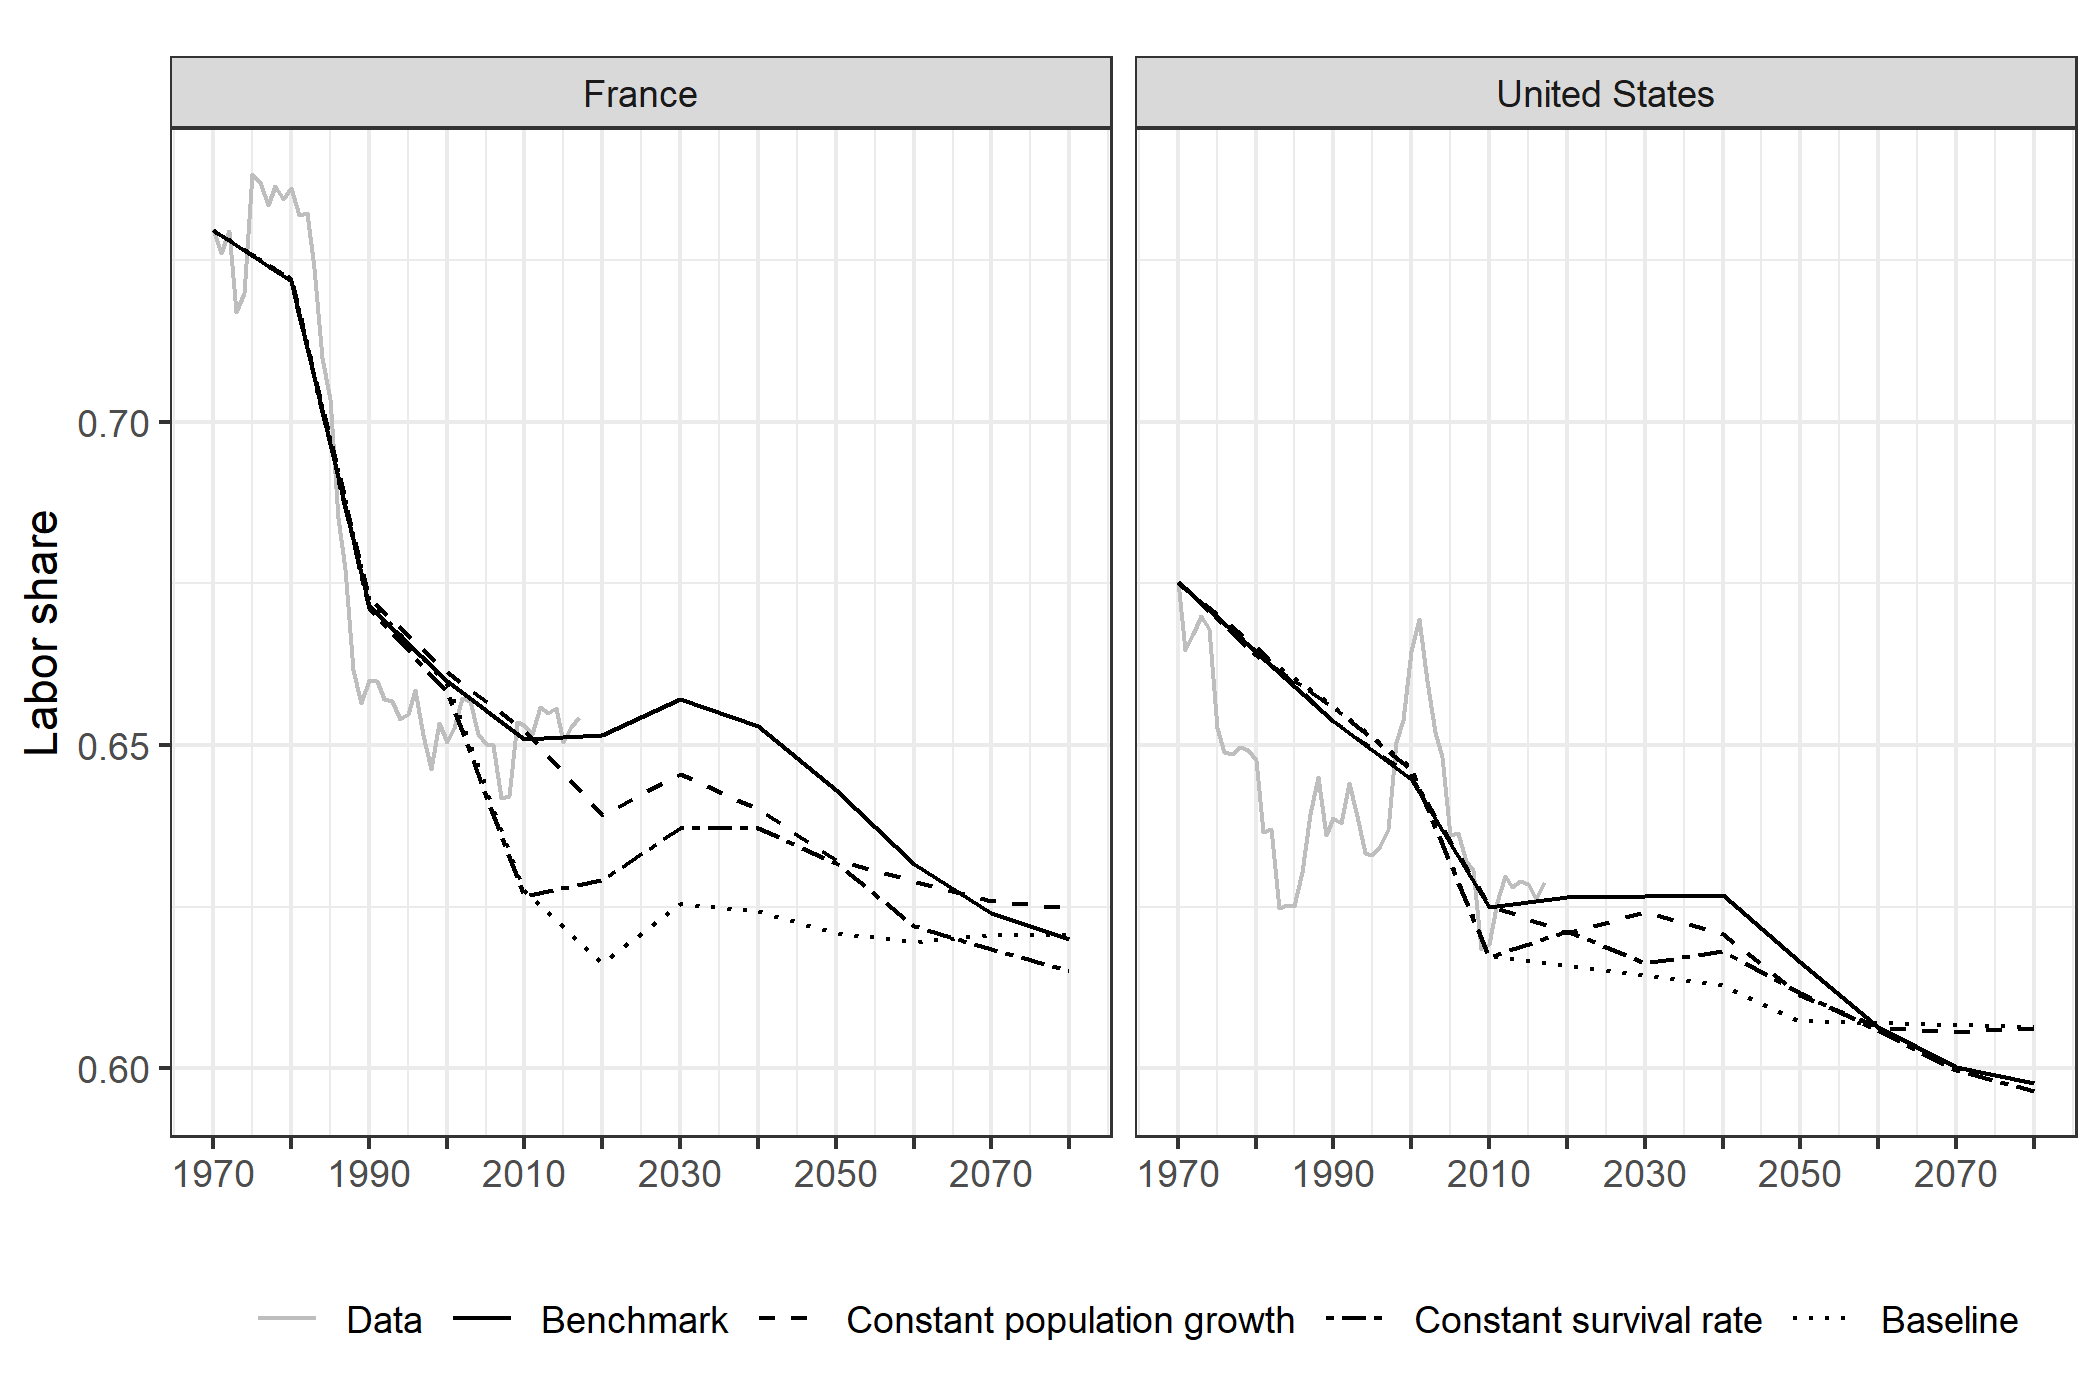 France
United States
Labor share
0.70
0.65
0.60
1970 1990 2010 2030 2050 2070
1970 1990 2010 2030 2050 2070
Data Benchmark Constant population growth Constant survival rate Baseline